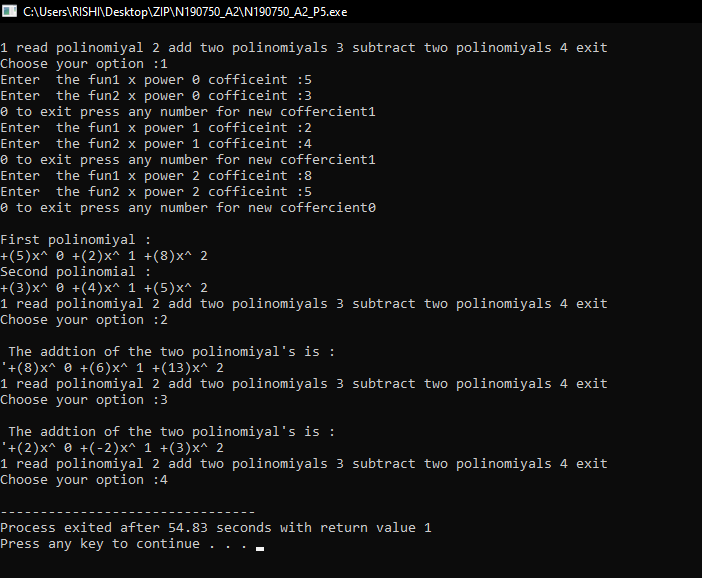 C:\Users\RISHI\Desktop\ZIP\N190750_A2\N190750_A2_P5.exe
1 read polinomiyal 2 add two polinomiyals 3 subtract two polinomiyals 4 exit
Choose your option :1
Enter  the fun1 x power 0 cofficeint :5
Enter  the fun2 x power 0 cofficeint :3
0 to exit press any number for new coffercient1
Enter  the fun1 x power 1 cofficeint :2
Enter  the fun2 x power 1 cofficeint :4
0 to exit press any number for new coffercient1
Enter  the fun1 x power 2 cofficeint :8
Enter  the fun2 x power 2 cofficeint :5
0 to exit press any number for new coffercient0
First polinomiyal :
+(5)x^ 0 +(2)x^ 1 +(8)x^ 2
Second polinomial :
+(3)x^ 0 +(4)x^ 1 +(5)x^ 2
1 read polinomiyal 2 add two polinomiyals 3 subtract two polinomiyals 4 exit
Choose your option :2
The addtion of the two polinomiyal's is :
'+(8)x^ 0 +(6)x^ 1 +(13)x^ 2
1 read polinomiyal 2 add two polinomiyals 3 subtract two polinomiyals 4 exit
Choose your option :3
The addtion of the two polinomiyal's is :
'+(2)x^ 0 +(-2)x^ 1 +(3)x^ 2
1 read polinomiyal 2 add two polinomiyals 3 subtract two polinomiyals 4 exit
Choose your option :4
--------------------------------
Process exited after 54.83 seconds with return value 1
Press any key to continue . . .